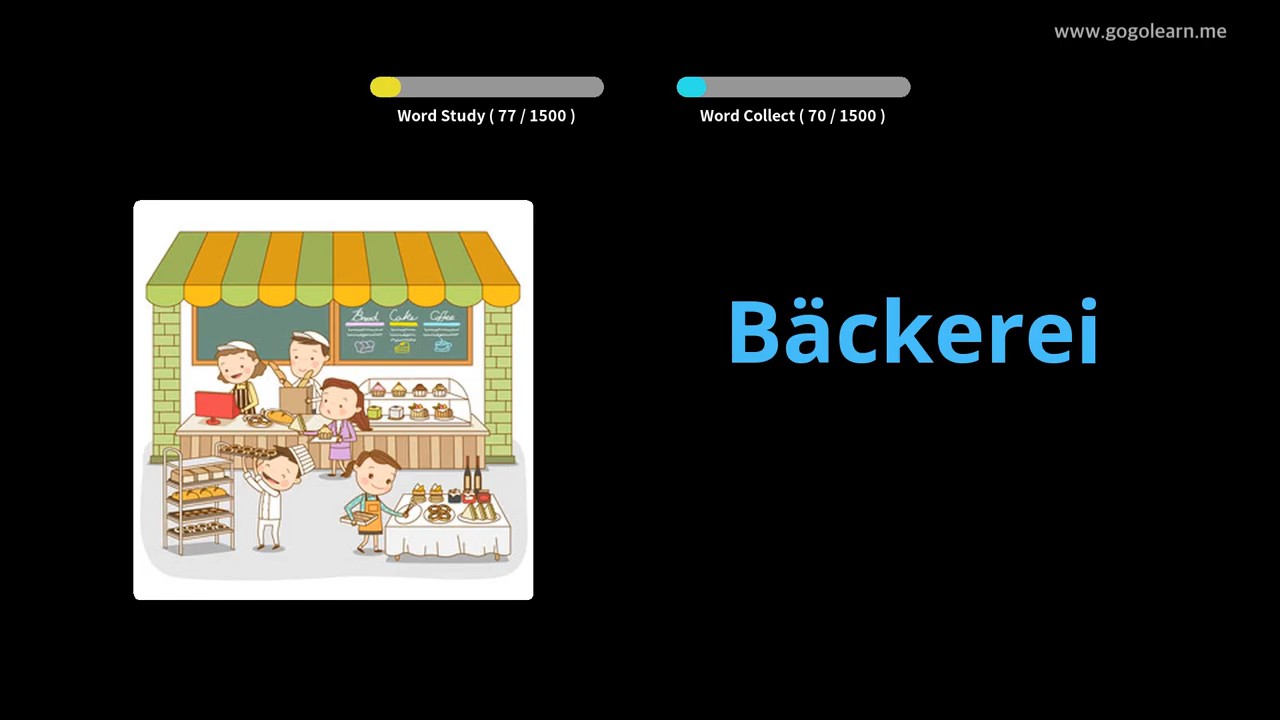 www.gogolearn.me
Word Study ( 77 / 1500 )
Word Collect ( 70 / 1500 )
Bread Cake Coffee
Bäckerei